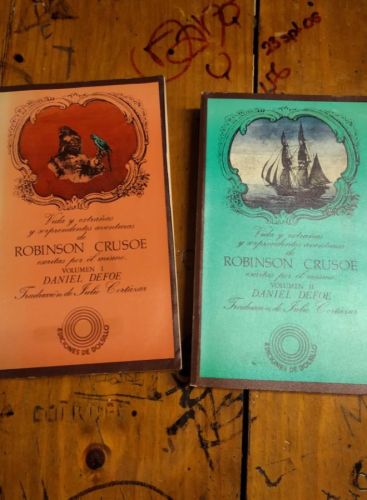 Vida y extrañas
y sorprendentes aventuras
de
ROBINSON CRUSOE
escritas por él mismo.
VOLUMEN I
DANIEL DEFOE
Traducción de Julio Cortázar
EDICIONES DE BOLSILLO
Vida y extrañas
y sorprendentes aventuras
de
ROBINSON CRUSOE
escritas por él mismo.
VOLUMEN II
DANIEL DEFOE
Traducción de Julio Cortázar
EDICIONES DE BOLSILLO